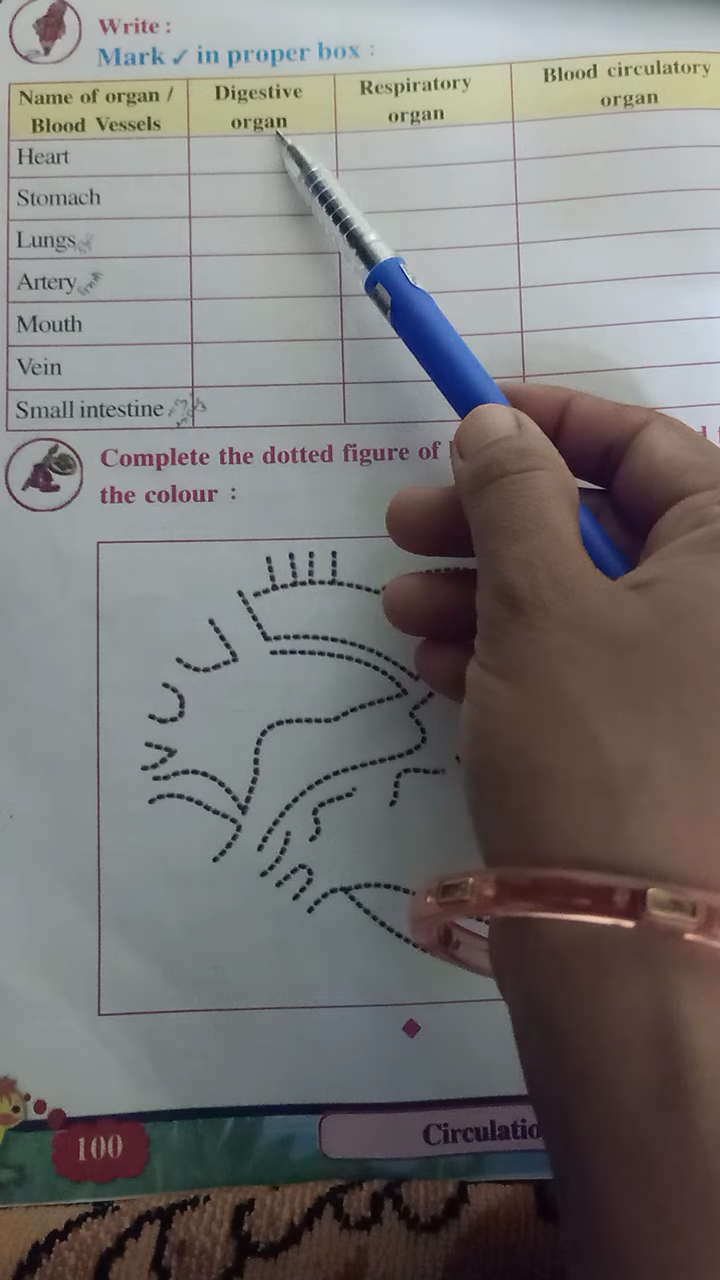 Write :
Mark ✓ in proper box :
Name of organ / Blood Vessels
Digestive organ
Respiratory organ
Blood circulatory organ
Heart
Stomach
Lungs
Artery
Mouth
Vein
Small intestine
Complete the dotted figure of
the colour :
100